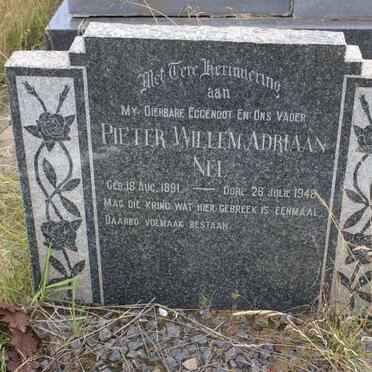 Met Tere Herinnering
aan
MY DIERBARE EGGENOOT EN ONS VADER
PIETER WILLEM ADRIAAN
NEL
GEB. 18 AUG. 1891 — OORL. 26 JULIE 1948
MAG DIE KRING WAT HIER GEBREEK IS EENMAAL
DAARBO VOLMAAK BESTAAN.